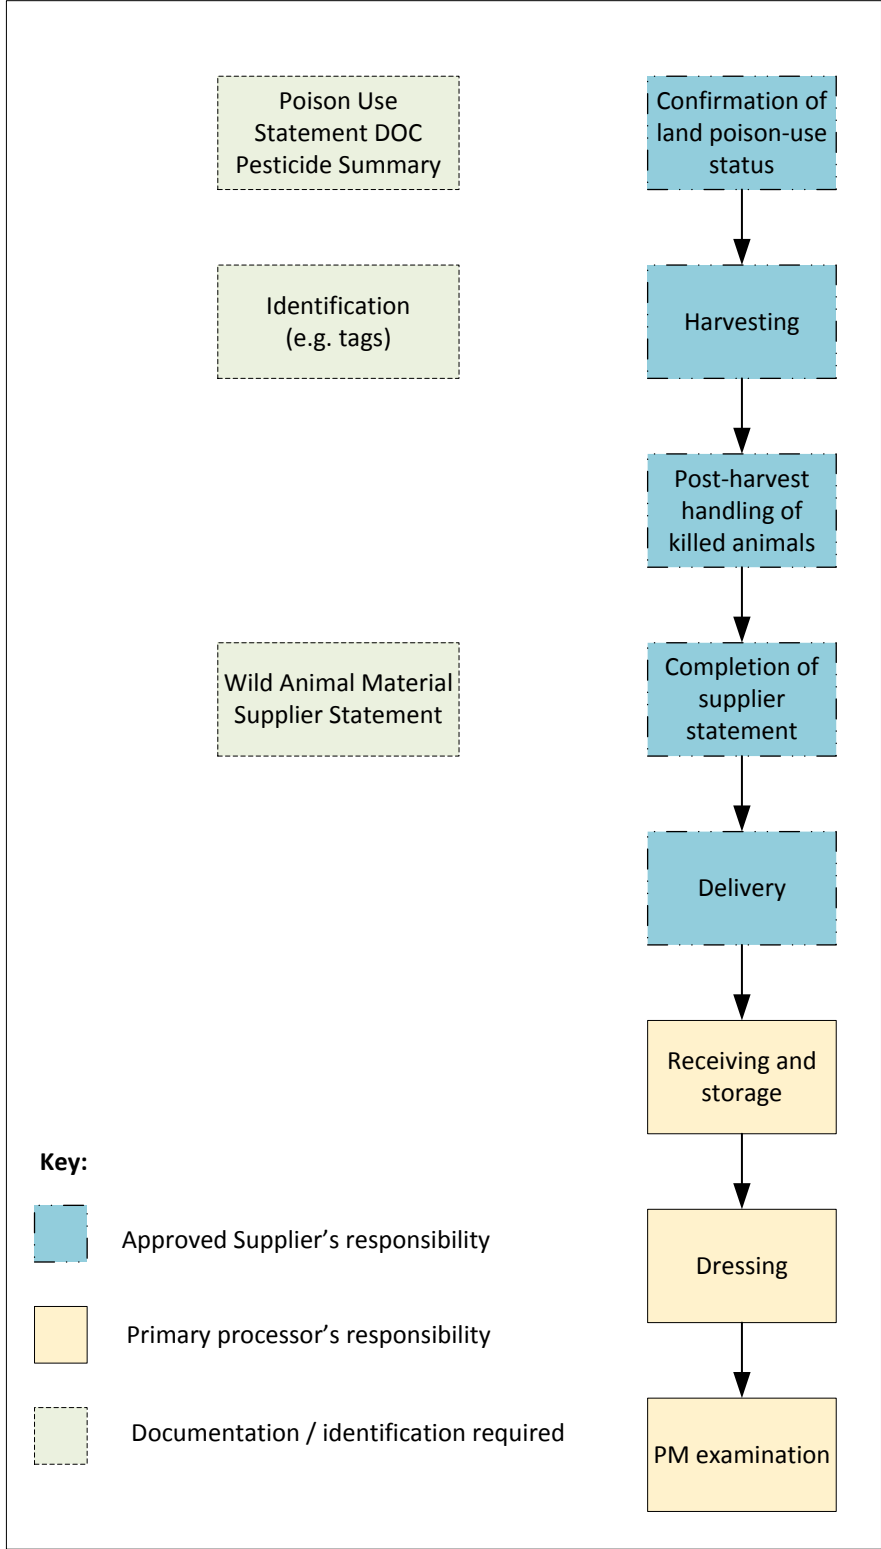 Poison Use
Statement DOC
Pesticide Summary
Confirmation of
land poison-use
status
Identification
(e.g. tags)
Harvesting
Post-harvest
handling of
killed animals
Wild Animal Material
Supplier Statement
Completion of
supplier
statement
Delivery
Receiving and
storage
Key:
Approved Supplier’s responsibility
Dressing
Primary processor’s responsibility
Documentation / identification required
PM examination